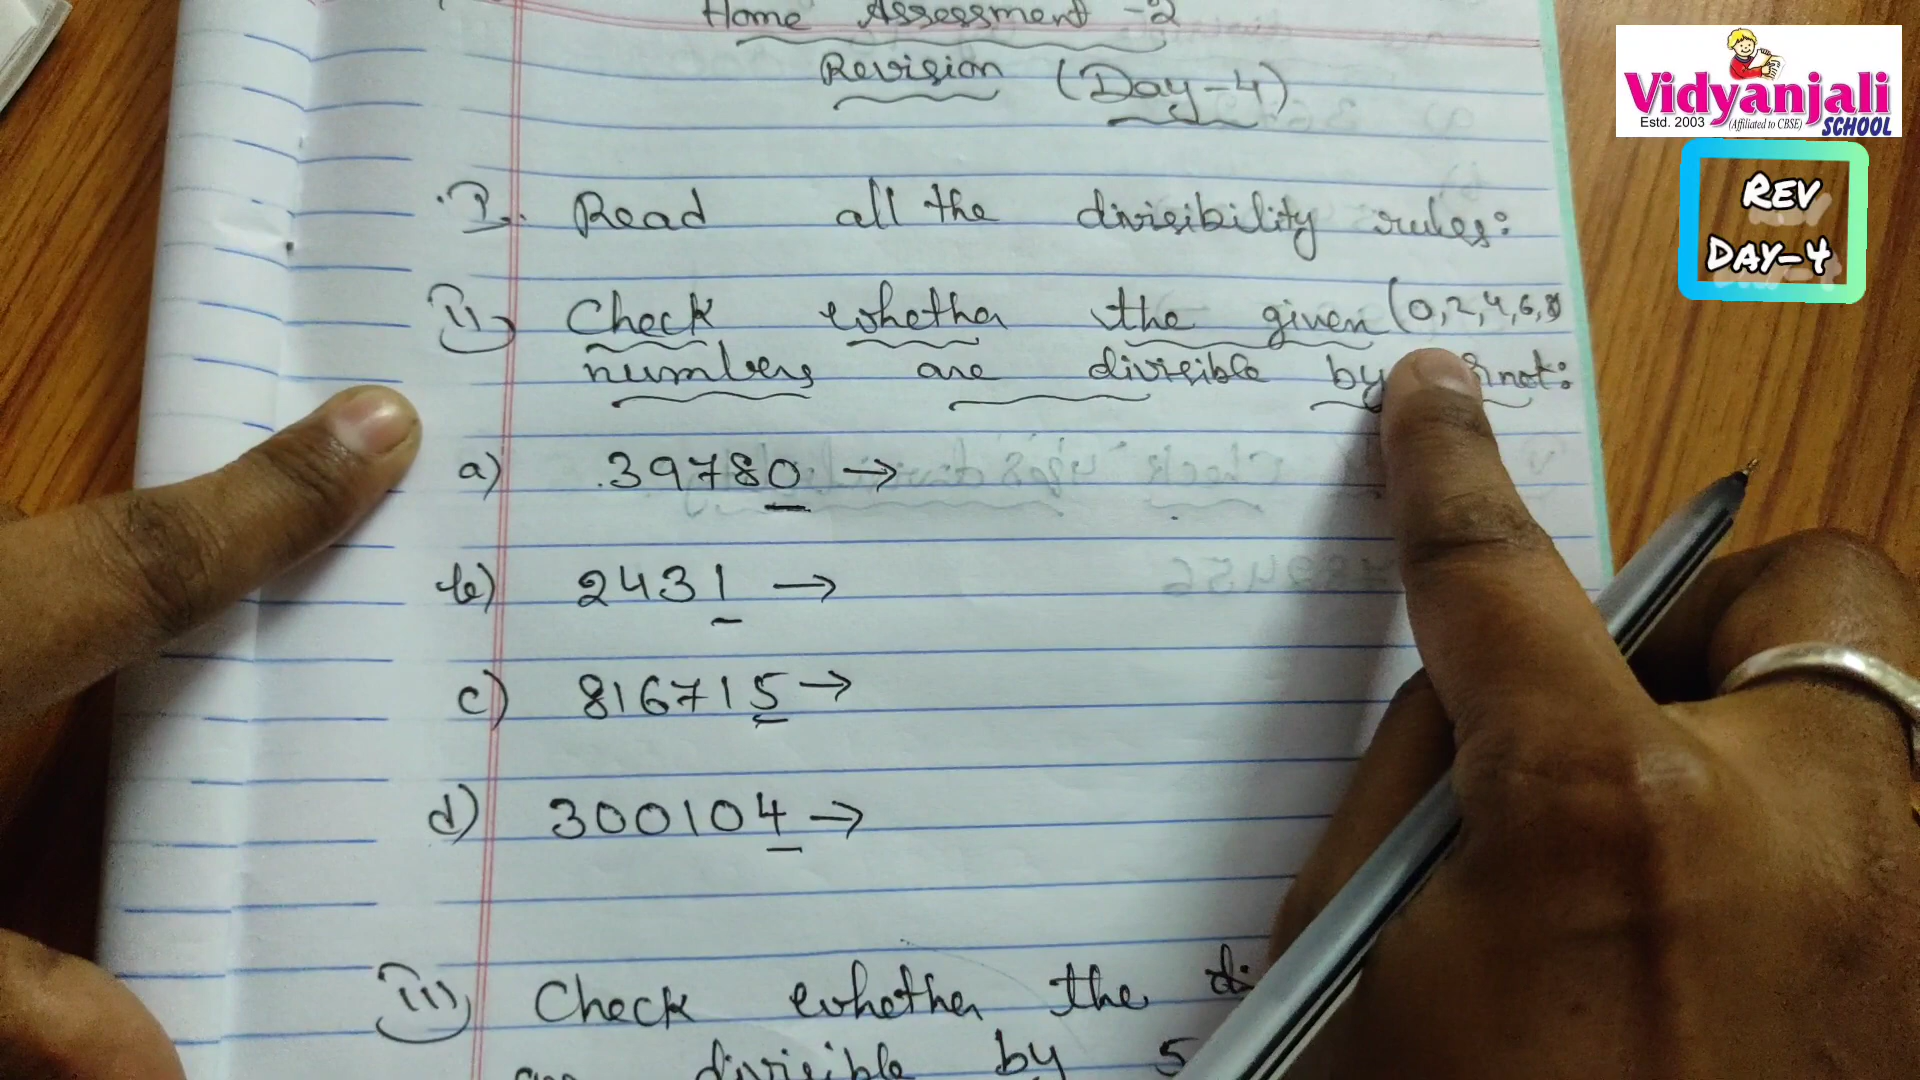 Home Assessment -2
Revision (Day-4)
I. Read all the divisibility rules:
II) Check whether the given (0,2,4,6,8
numbers are divisible by not:
a) 39780 →
b) 2431 →
c) 816715 →
d) 300104 →
III) Check whether the
divisible by 5
Vidyanjali
Estd. 2003 (Affiliated to CBSE) SCHOOL
REV
DAY-4